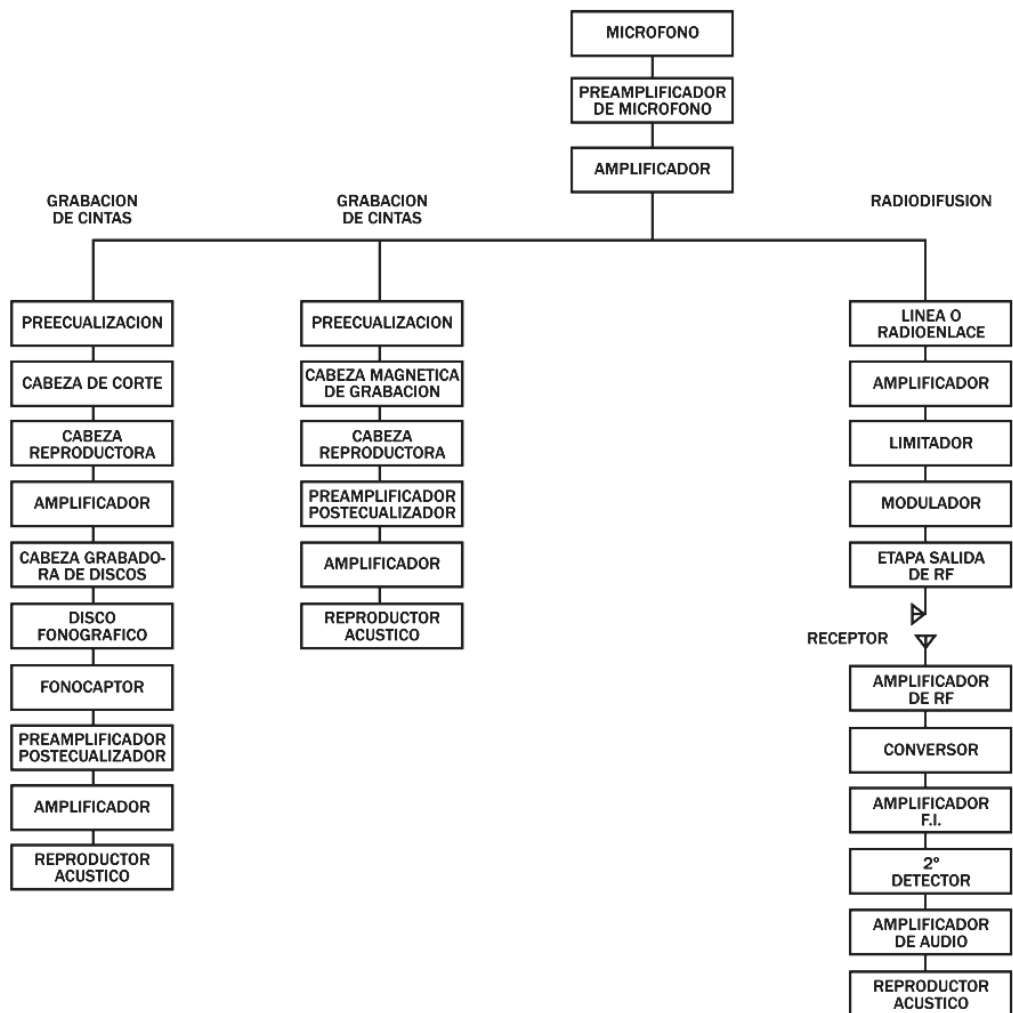 MICROFONO
PREAMPLIFICADOR
DE MICROFONO
AMPLIFICADOR
GRABACION
DE CINTAS
PREECUALIZACION
CABEZA DE CORTE
CABEZA
REPRODUCTORA
AMPLIFICADOR
CABEZA GRABADO-
RA DE DISCOS
DISCO
FONOGRAFICO
FONOCAPTOR
PREAMPLIFICADOR
POSTECUALIZADOR
AMPLIFICADOR
REPRODUCTOR
ACUSTICO
GRABACION
DE CINTAS
PREECUALIZACION
CABEZA MAGNETICA
DE GRABACION
CABEZA
REPRODUCTORA
PREAMPLIFICADOR
POSTECUALIZADOR
AMPLIFICADOR
REPRODUCTOR
ACUSTICO
RADIODIFUSION
LINEA O
RADIOENLACE
AMPLIFICADOR
LIMITADOR
MODULADOR
ETAPA SALIDA
DE RF
RECEPTOR
AMPLIFICADOR
DE RF
CONVERSOR
AMPLIFICADOR
F.I.
2º
DETECTOR
AMPLIFICADOR
DE AUDIO
REPRODUCTOR
ACUSTICO